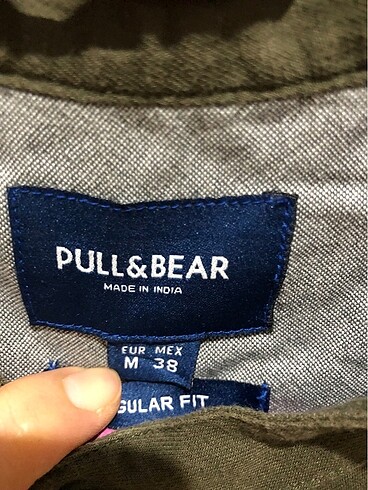 PULL&BEAR
MADE IN INDIA
EUR MEX
M 38
GULAR FIT